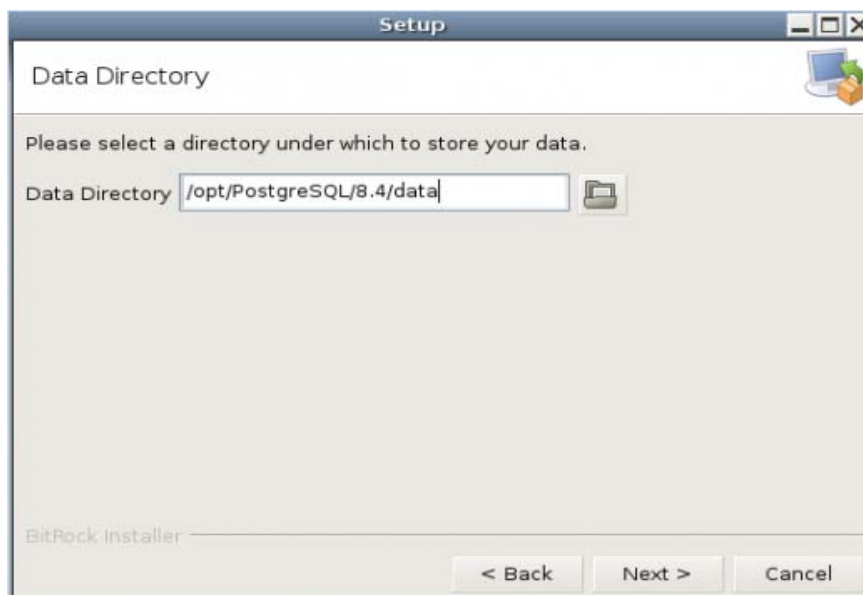 Setup
Data Directory
Please select a directory under which to store your data.
Data Directory /opt/PostgreSQL/8.4/data
BitRock Installer
< Back Next > Cancel